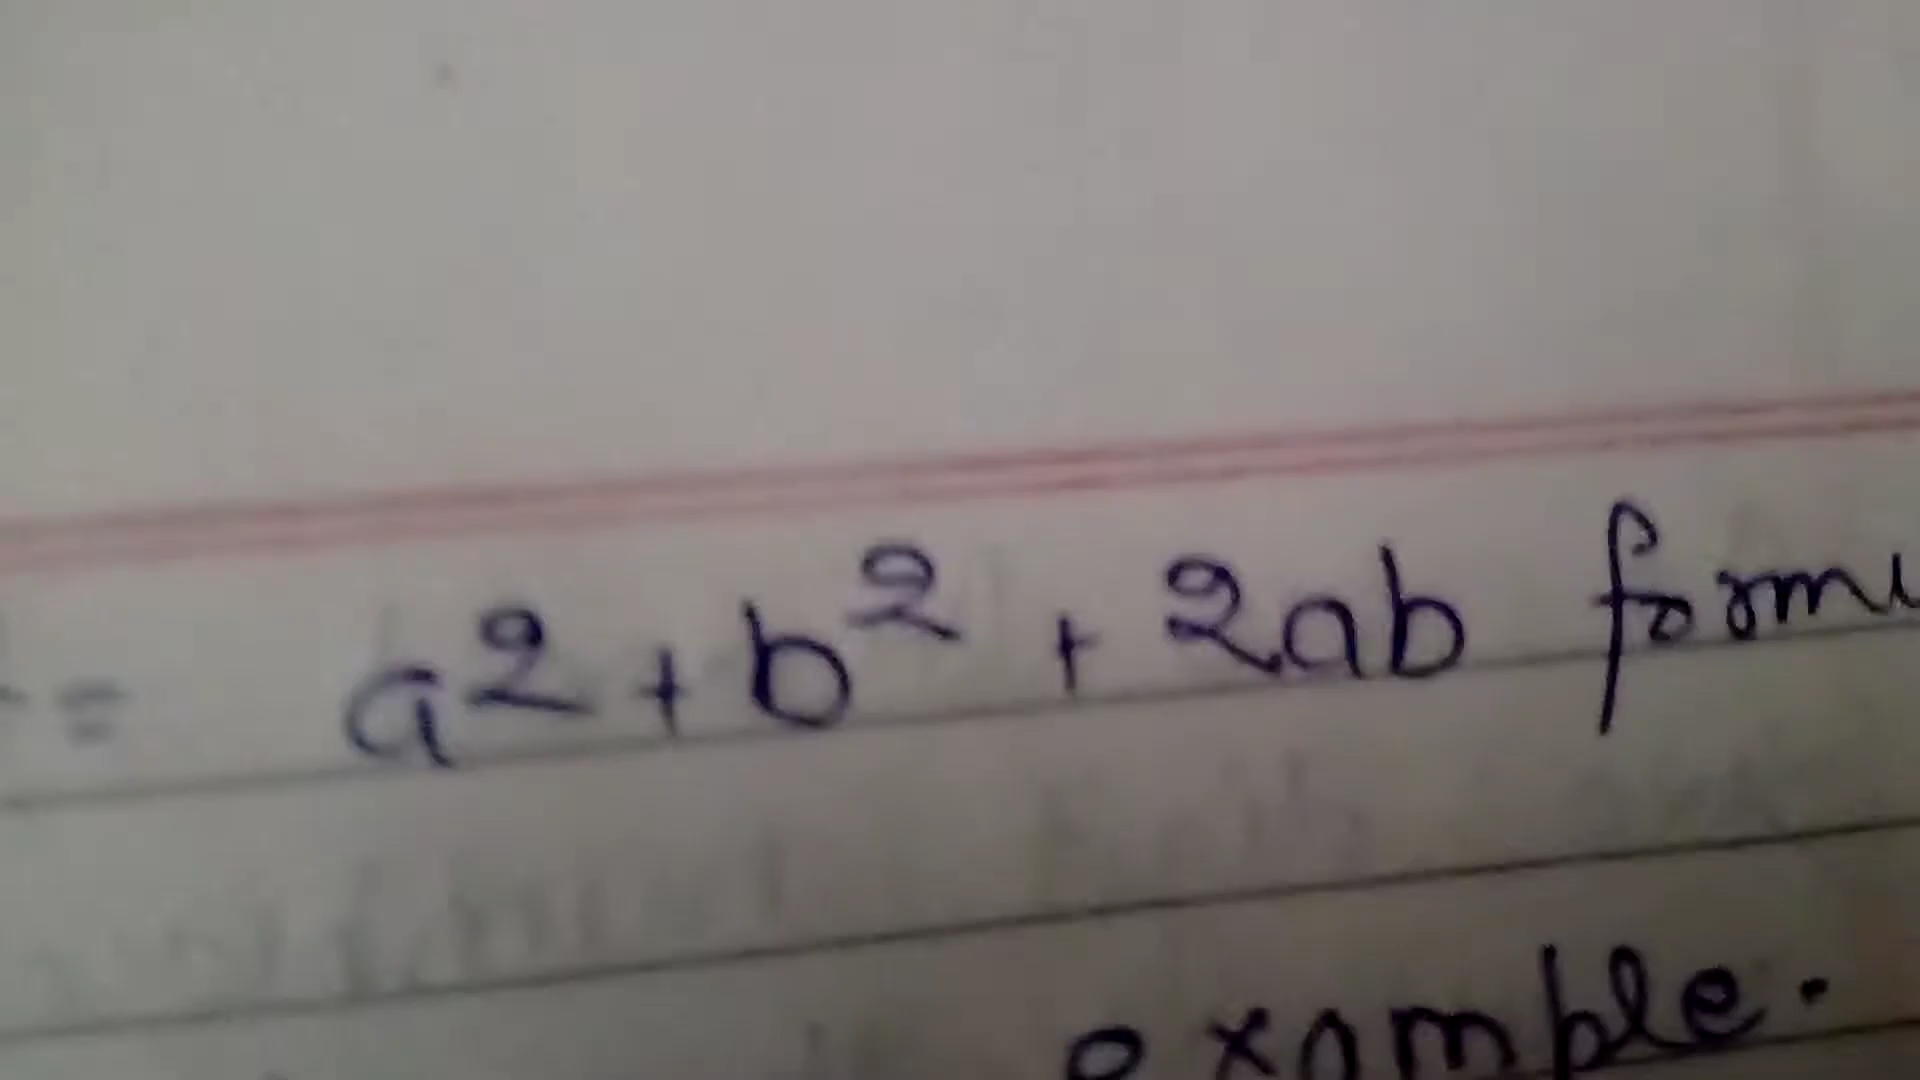 = a² + b² + 2ab
example.